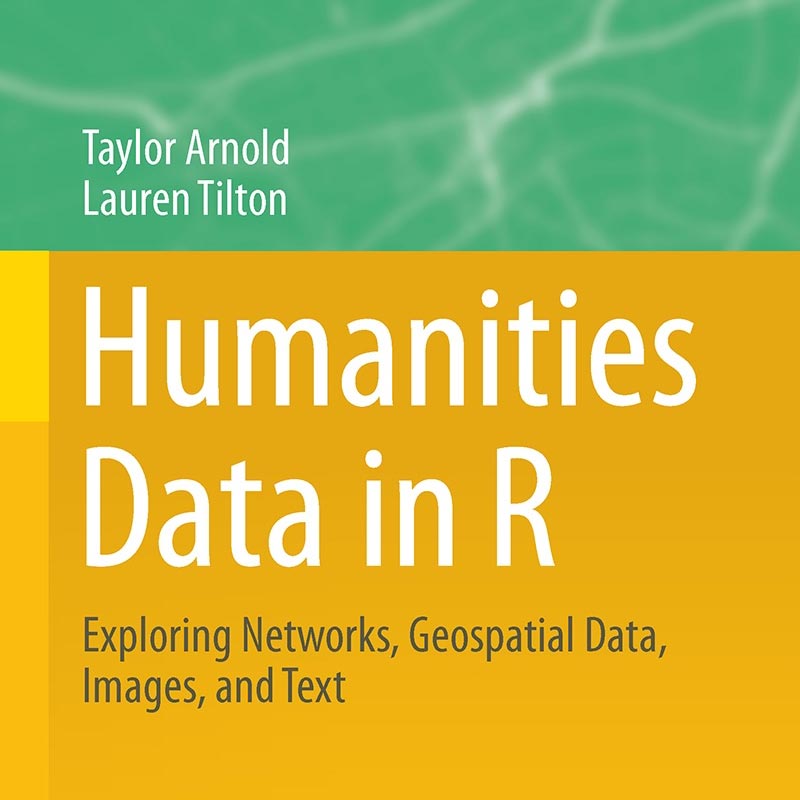 Taylor Arnold
Lauren Tilton
Humanities
Data in R
Exploring Networks, Geospatial Data,
Images, and Text